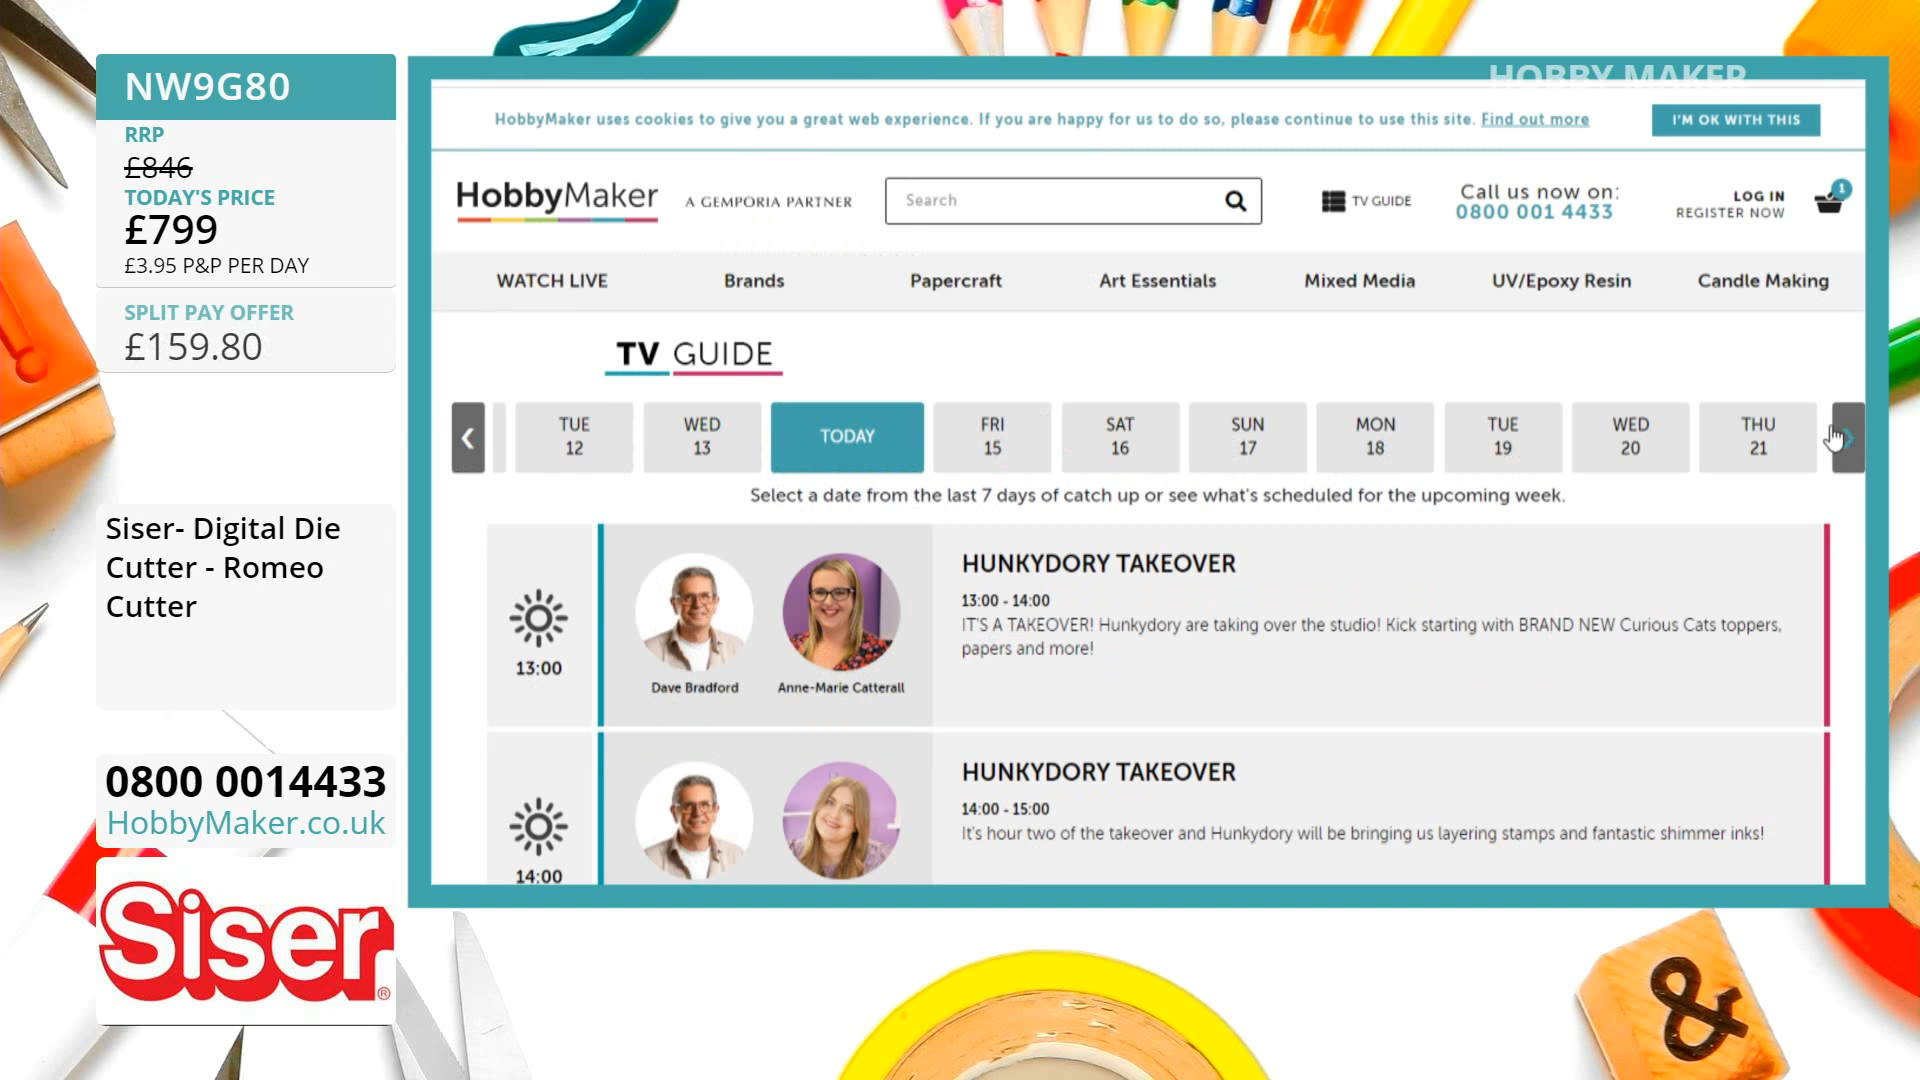 NW9G80
RRP
£846
TODAY'S PRICE
£799
£3.95 P&P PER DAY
SPLIT PAY OFFER
£159.80
Siser- Digital Die
Cutter - Romeo
Cutter
0800 0014433
HobbyMaker.co.uk
Siser®
HOBBY MAKER
HobbyMaker uses cookies to give you a great web experience. If you are happy for us to do so, please continue to use this site. Find out more
I'M OK WITH THIS
HobbyMaker
A GEMPORIA PARTNER
Search
TV GUIDE
Call us now on:
0800 001 4433
LOG IN
REGISTER NOW
1
WATCH LIVE Brands Papercraft Art Essentials Mixed Media UV/Epoxy Resin Candle Making
TV GUIDE
TUE WED TODAY FRI SAT SUN MON TUE WED THU
12 13 15 16 17 18 19 20 21
Select a date from the last 7 days of catch up or see what's scheduled for the upcoming week.
13:00
Dave Bradford
Anne-Marie Catterall
HUNKYDORY TAKEOVER
13:00 - 14:00
IT'S A TAKEOVER! Hunkydory are taking over the studio! Kick starting with BRAND NEW Curious Cats toppers,
papers and more!
14:00
HUNKYDORY TAKEOVER
14:00 - 15:00
It's hour two of the takeover and Hunkydory will be bringing us layering stamps and fantastic shimmer inks!
&